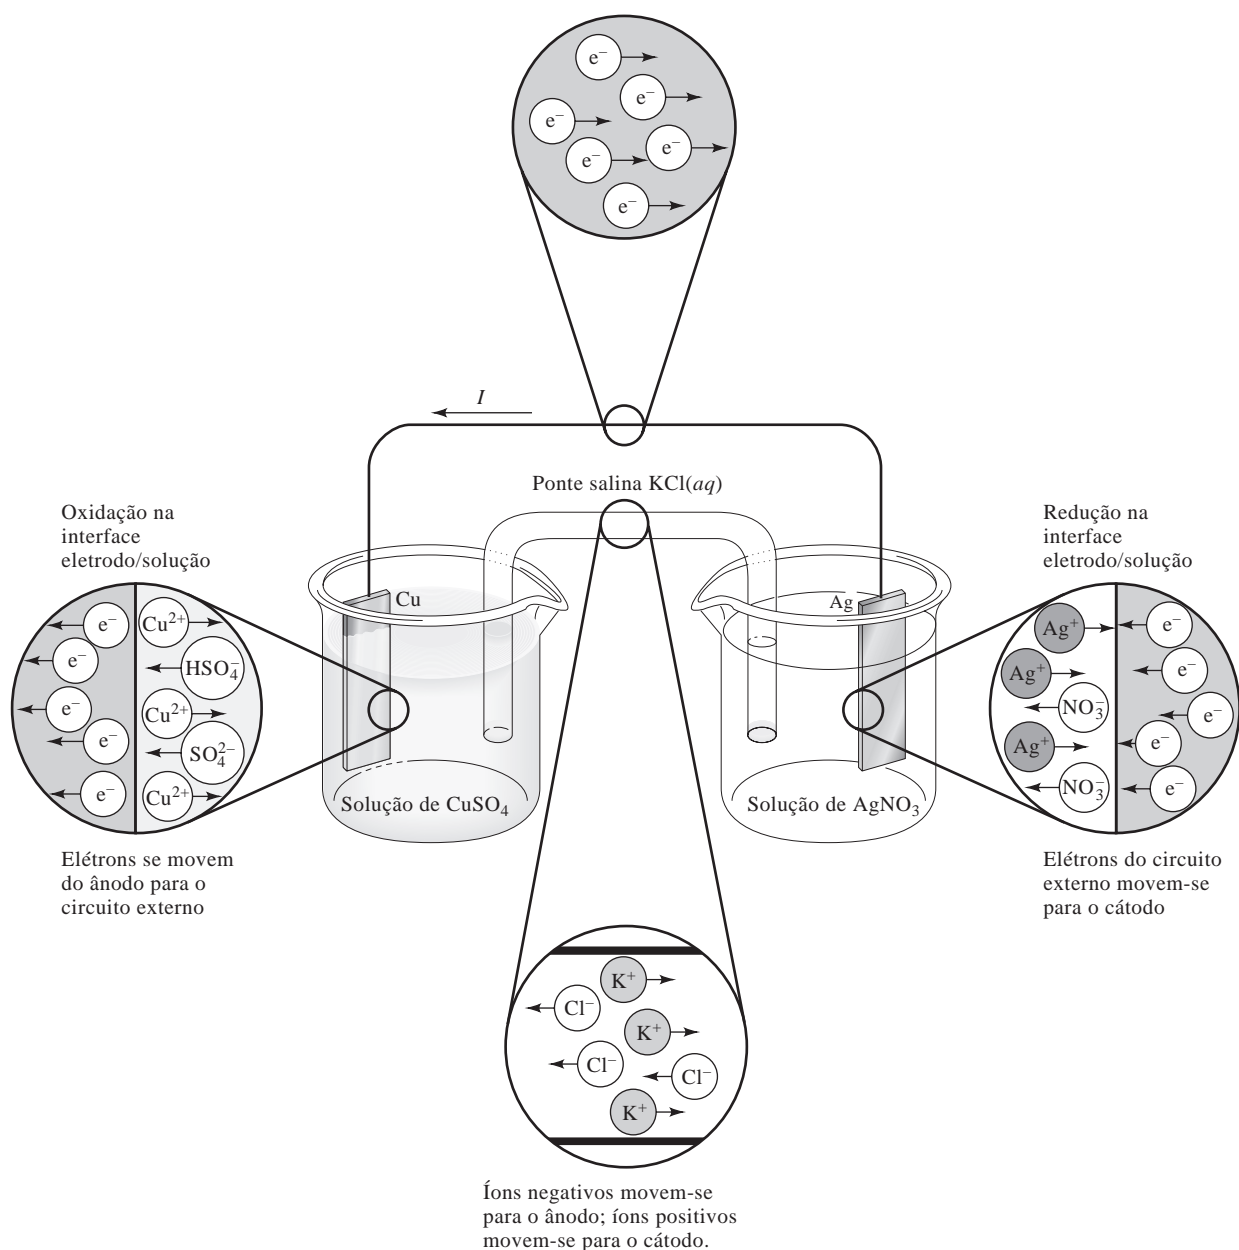 e⁻
e⁻
e⁻
e⁻
e⁻
e⁻
I
Ponte salina KCl(aq)
Oxidação na
interface
eletrodo/solução
Redução na
interface
eletrodo/solução
Cu
Ag
e⁻
e⁻
e⁻
e⁻
e⁻
Cu²⁺
HSO₄⁻
Cu²⁺
SO₄²⁻
Cu²⁺
Ag⁺
Ag⁺
NO₃⁻
Ag⁺
NO₃⁻
e⁻
e⁻
e⁻
e⁻
e⁻
Solução de CuSO₄
Solução de AgNO₃
Elétrons se movem
do ânodo para o
circuito externo
Elétrons do circuito
externo movem-se
para o cátodo
K⁺
Cl⁻
K⁺
Cl⁻
Cl⁻
K⁺
Íons negativos movem-se
para o ânodo; íons positivos
movem-se para o cátodo.